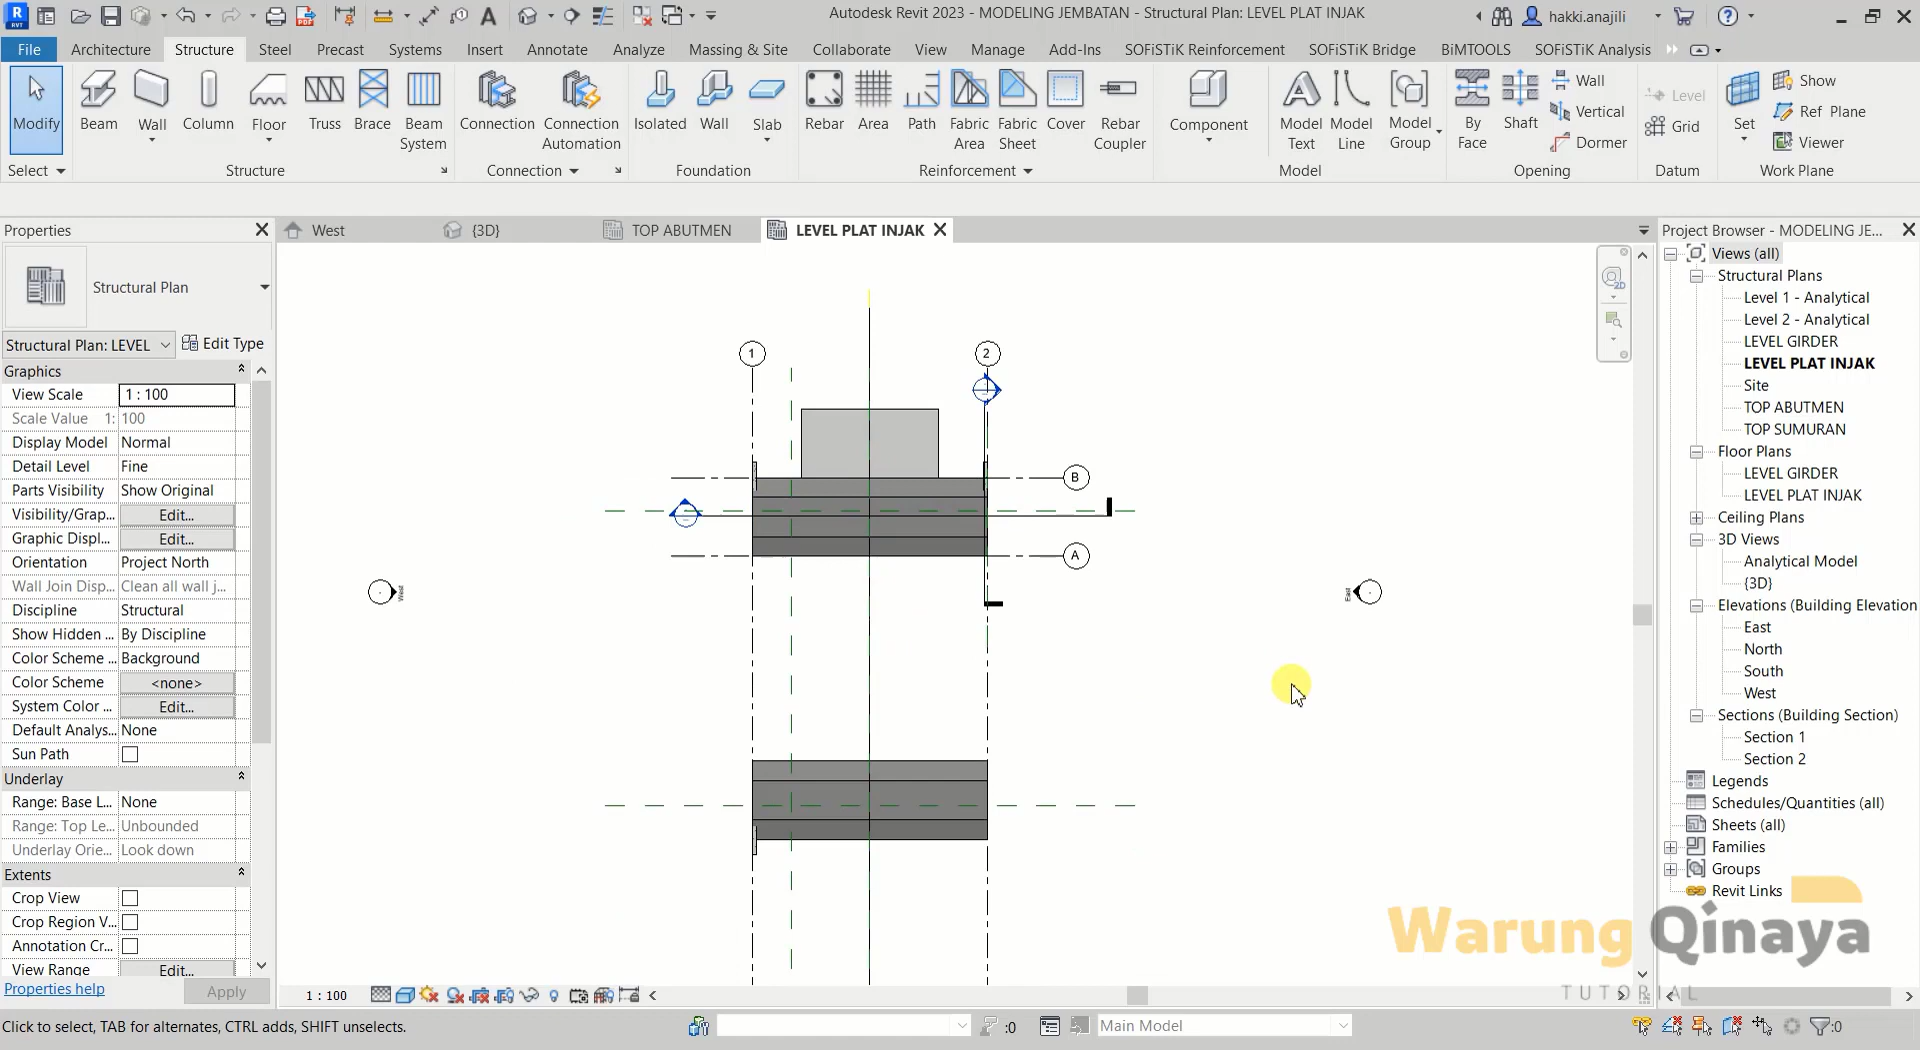 Autodesk Revit 2023 - MODELING JEMBATAN - Structural Plan: LEVEL PLAT INJAK
hakki.anajili
File Architecture Structure Steel Precast Systems Insert Annotate Analyze Massing & Site Collaborate View Manage Add-Ins SOFiSTiK Reinforcement SOFiSTiK Bridge BiMTOOLS SOFiSTiK Analysis
Modify
Beam
Wall
Column
Floor
Truss
Brace
Beam
System
Connection
Connection
Automation
Isolated
Wall
Slab
Rebar
Area
Path
Fabric
Area
Fabric
Sheet
Cover
Rebar
Coupler
Component
Model
Text
Model
Line
Model
Group
By
Face
Shaft
Wall
Vertical
Dormer
Level
Grid
Set
Show
Ref Plane
Viewer
Select Structure Connection Foundation Reinforcement Model Opening Datum Work Plane
Properties
West {3D} TOP ABUTMEN LEVEL PLAT INJAK
Project Browser - MODELING JE...
Structural Plan
Structural Plan: LEVEL Edit Type
Graphics
View Scale 1 : 100
Scale Value 1: 100
Display Model Normal
Detail Level Fine
Parts Visibility Show Original
Visibility/Grap... Edit...
Graphic Displ... Edit...
Orientation Project North
Wall Join Disp... Clean all wall j...
Discipline Structural
Show Hidden ... By Discipline
Color Scheme ... Background
Color Scheme <none>
System Color ... Edit...
Default Analys... None
Sun Path
Underlay
Range: Base L... None
Range: Top Le... Unbounded
Underlay Orie... Look down
Extents
Crop View
Crop Region V...
Annotation Cr...
View Range Edit...
Properties help Apply
1 2
B
A
West
East
2D
Views (all)
Structural Plans
Level 1 - Analytical
Level 2 - Analytical
LEVEL GIRDER
LEVEL PLAT INJAK
Site
TOP ABUTMEN
TOP SUMURAN
Floor Plans
LEVEL GIRDER
LEVEL PLAT INJAK
Ceiling Plans
3D Views
Analytical Model
{3D}
Elevations (Building Elevation
East
North
South
West
Sections (Building Section)
Section 1
Section 2
Legends
Schedules/Quantities (all)
Sheets (all)
Families
Groups
Revit Links
Warung Qinaya
TUTORIAL
1 : 100
Click to select, TAB for alternates, CTRL adds, SHIFT unselects.
:0
Main Model
:0